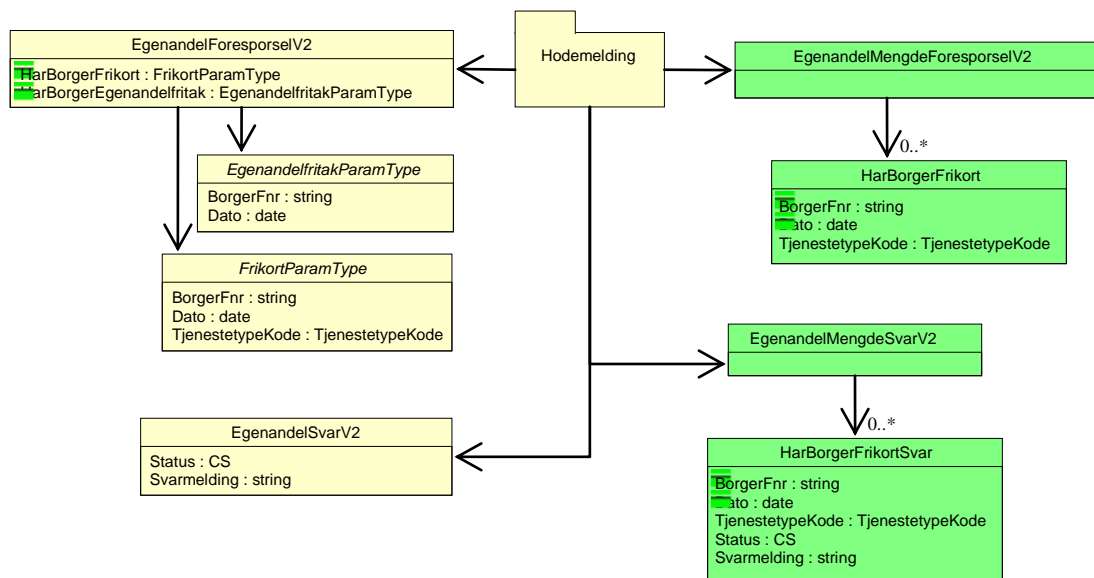 EgenandelForesporselV2
HarBorgerFrikort : FrikortParamType
HarBorgerEgenandelfritak : EgenandelfritakParamType
Hodemelding
EgenandelMengdeForesporselV2
0..*
EgenandelfritakParamType
BorgerFnr : string
Dato : date
HarBorgerFrikort
BorgerFnr : string
Dato : date
TjenestetypeKode : TjenestetypeKode
FrikortParamType
BorgerFnr : string
Dato : date
TjenestetypeKode : TjenestetypeKode
EgenandelMengdeSvarV2
0..*
EgenandelSvarV2
Status : CS
Svarmelding : string
HarBorgerFrikortSvar
BorgerFnr : string
Dato : date
TjenestetypeKode : TjenestetypeKode
Status : CS
Svarmelding : string